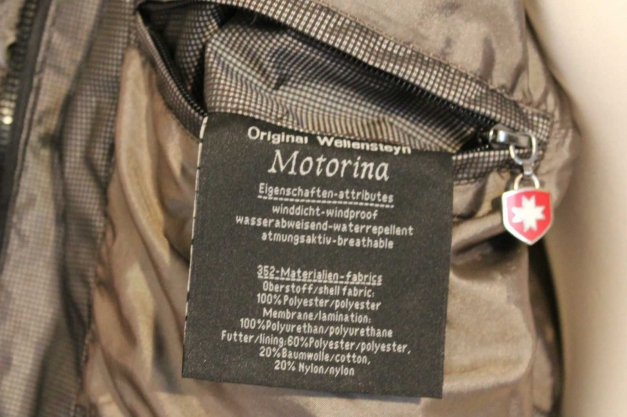 Original Wellensteyn
Motorina
Eigenschaften-attributes
winddicht-windproof
wasserabweisend-waterrepellent
atmungsaktiv-breathable
352-Materialien-fabrics
Oberstoff/shell fabric:
100%Polyester/polyester
Membrane/lamination:
100%Polyurethan/polyurethane
Futter/lining:60%Polyester/polyester,
20%Baumwolle/cotton,
20% Nylon/nylon